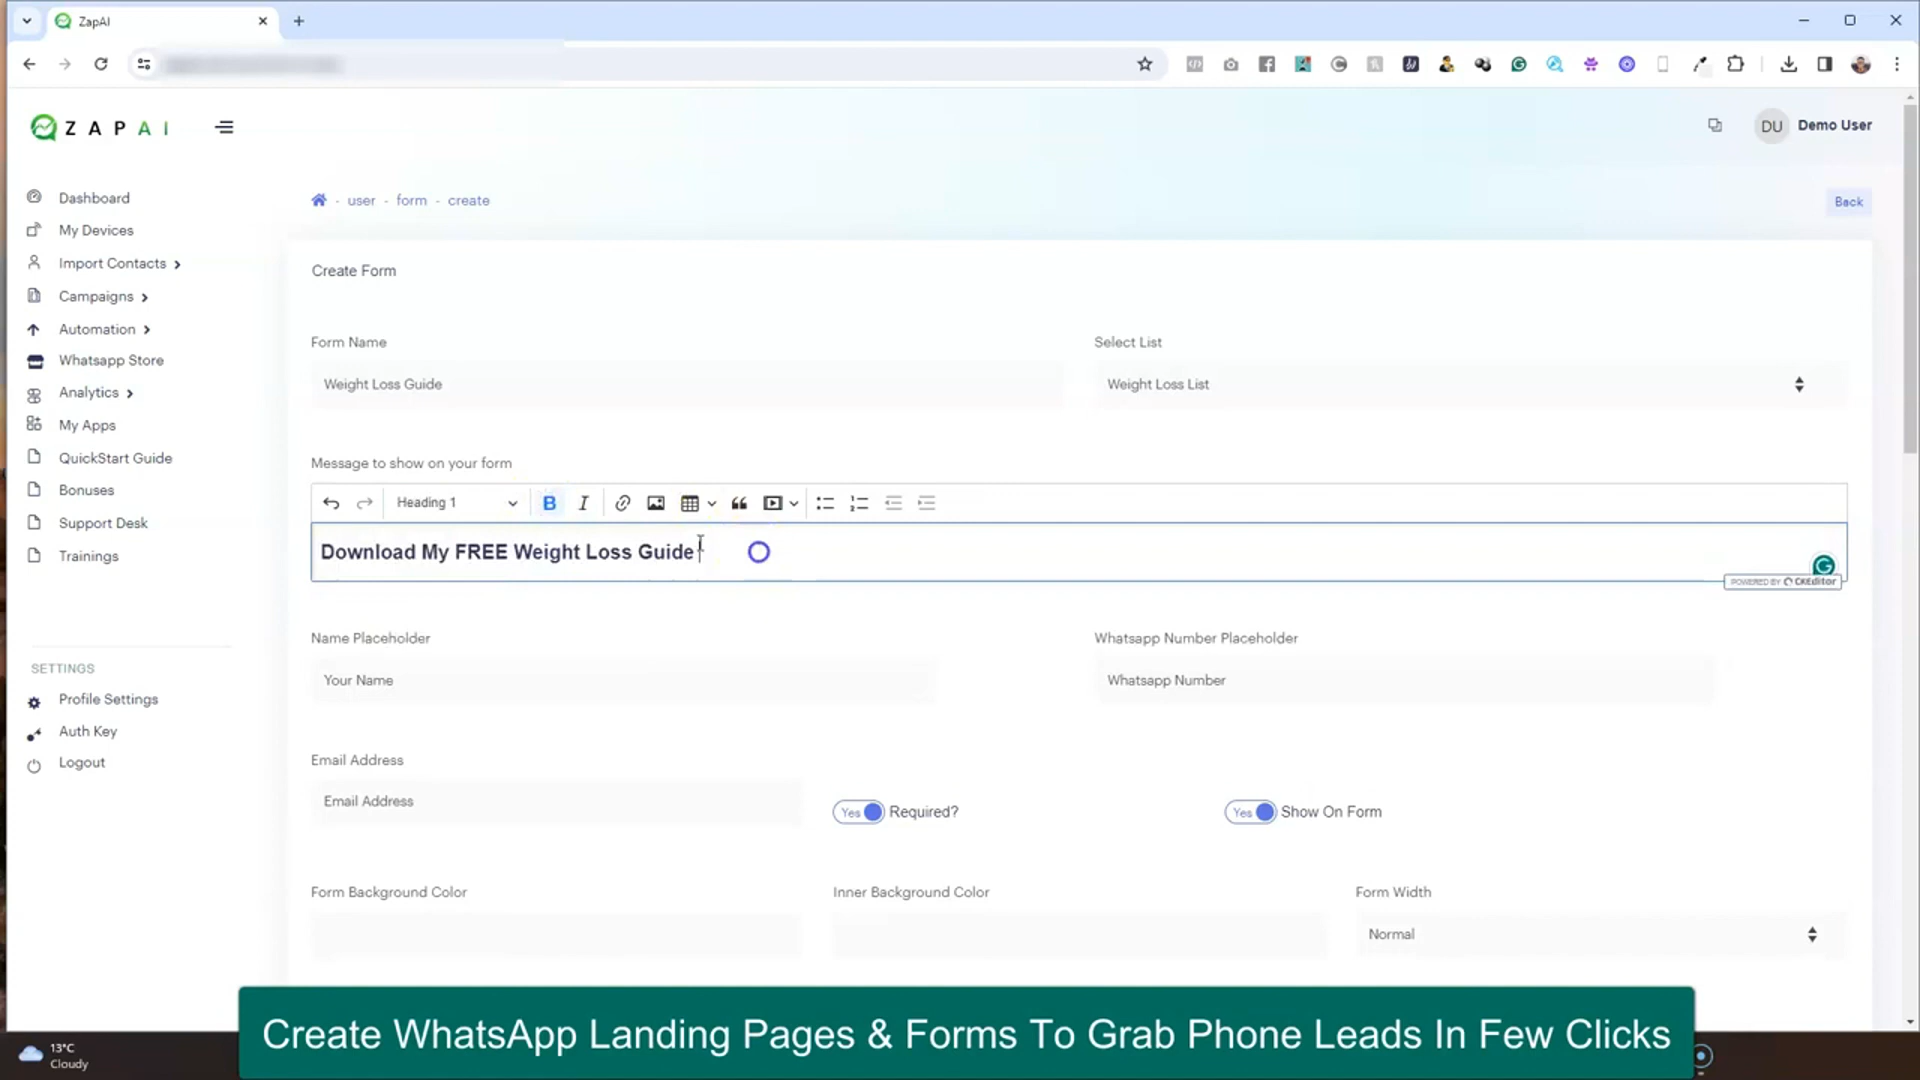 ZapAI
ZAPAI
DU Demo User
Dashboard
My Devices
Import Contacts
Campaigns
Automation
Whatsapp Store
Analytics
My Apps
QuickStart Guide
Bonuses
Support Desk
Trainings
SETTINGS
Profile Settings
Auth Key
Logout
user - form - create
Back
Create Form
Form Name
Select List
Weight Loss Guide
Weight Loss List
Message to show on your form
Heading 1
B I
Download My FREE Weight Loss Guide
POWERED BY CKEditor
Name Placeholder
Whatsapp Number Placeholder
Your Name
Whatsapp Number
Email Address
Email Address
Yes Required?
Yes Show On Form
Form Background Color
Inner Background Color
Form Width
Normal
Create WhatsApp Landing Pages & Forms To Grab Phone Leads In Few Clicks
13°C
Cloudy